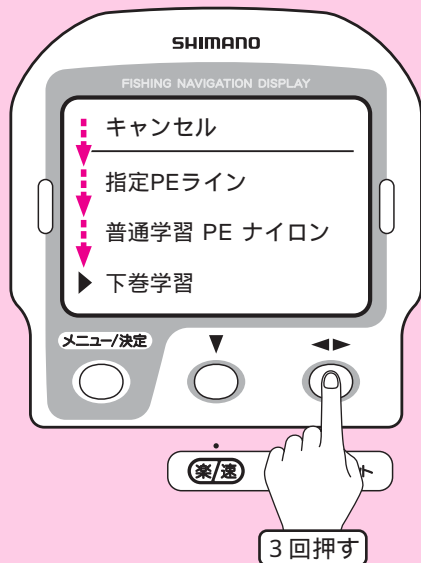 SHIMANO
FISHING NAVIGATION DISPLAY
キャンセル
指定PEライン
普通学習 PE ナイロン
▶ 下巻学習
メニュー/決定
▼
◀▶
楽/速
ト
3回押す